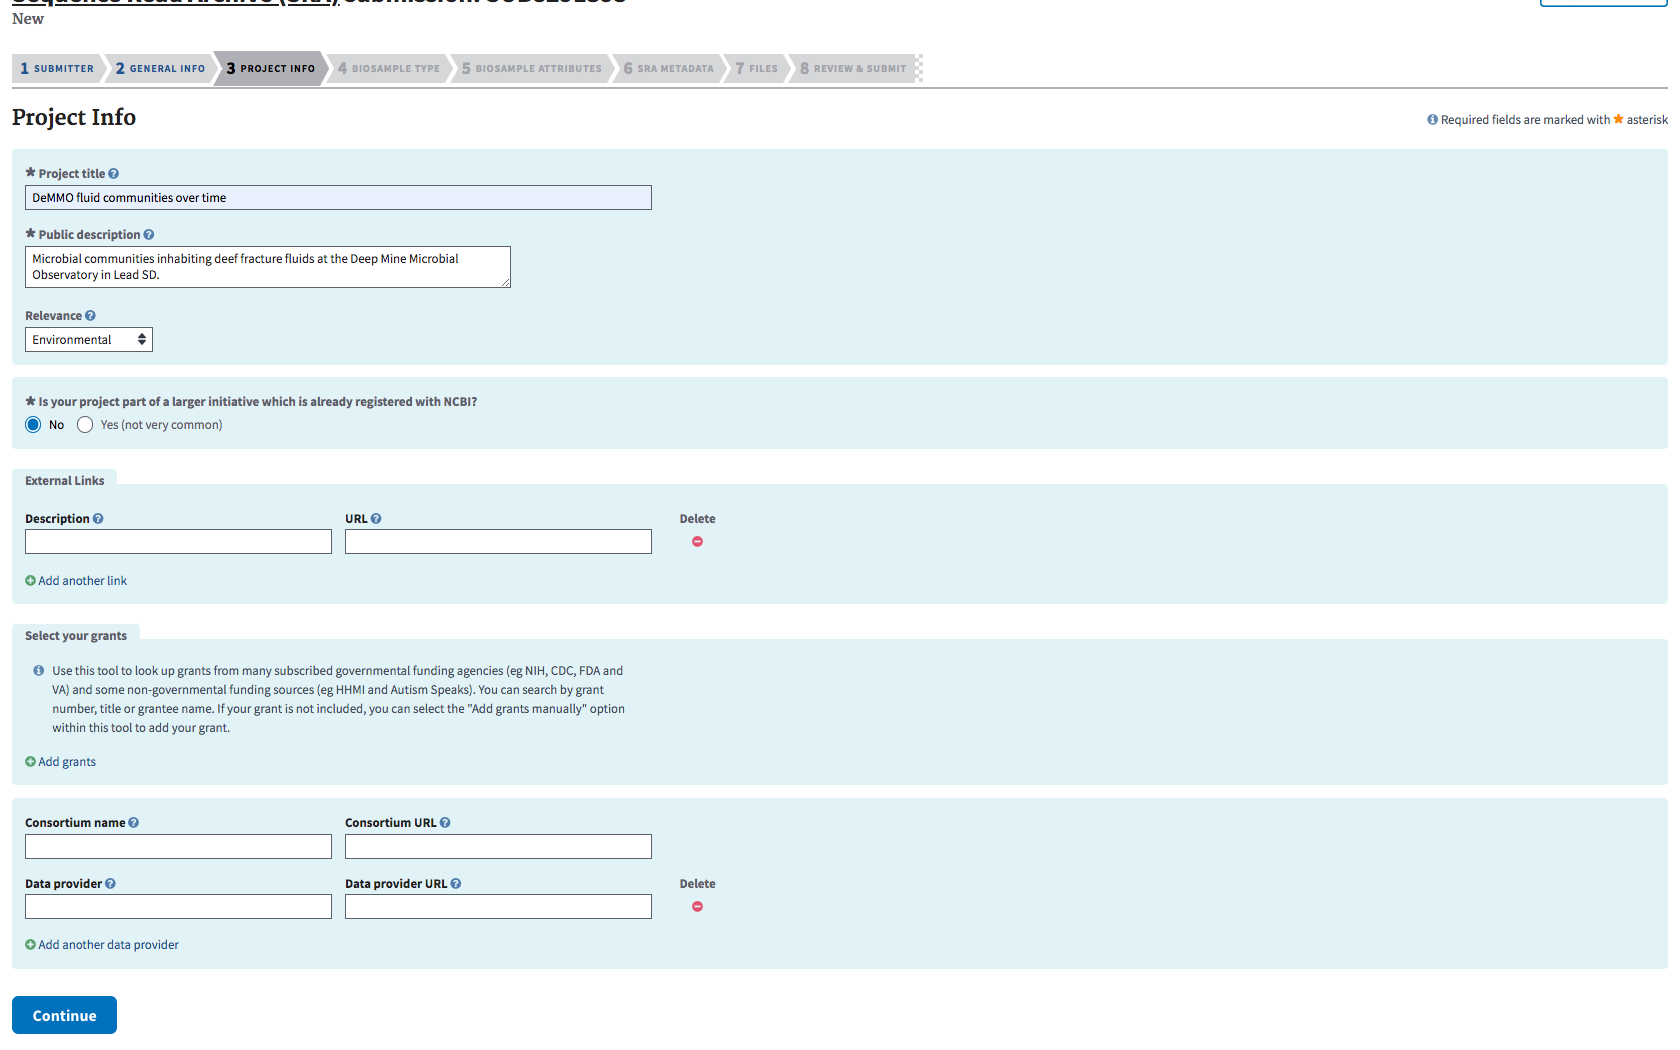 New
1 SUBMITTER 2 GENERAL INFO 3 PROJECT INFO 4 BIOSAMPLE TYPE 5 BIOSAMPLE ATTRIBUTES 6 SRA METADATA 7 FILES 8 REVIEW & SUBMIT
Project Info
Required fields are marked with * asterisk
* Project title
DeMMO fluid communities over time
* Public description
Microbial communities inhabiting deef fracture fluids at the Deep Mine Microbial
Observatory in Lead SD.
Relevance
Environmental
* Is your project part of a larger initiative which is already registered with NCBI?
No Yes (not very common)
External Links
Description URL Delete
Add another link
Select your grants
Use this tool to look up grants from many subscribed governmental funding agencies (eg NIH, CDC, FDA and
VA) and some non-governmental funding sources (eg HHMI and Autism Speaks). You can search by grant
number, title or grantee name. If your grant is not included, you can select the "Add grants manually" option
within this tool to add your grant.
Add grants
Consortium name Consortium URL
Data provider Data provider URL Delete
Add another data provider
Continue